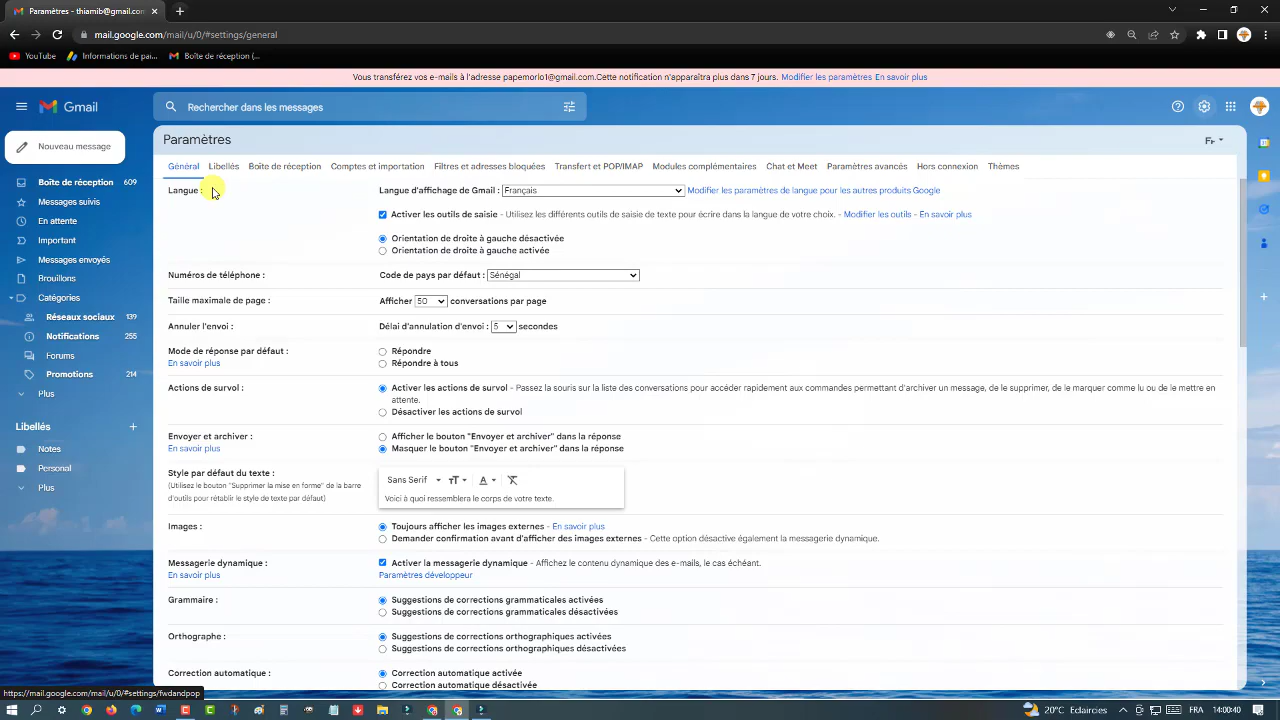 Paramètres - thiamib@gmail.com
mail.google.com/mail/u/0/#settings/general
YouTube
Informations de pai...
Boîte de réception (...
Vous transférez vos e-mails à l'adresse papemorlo1@gmail.com.Cette notification n'apparaîtra plus dans 7 jours. Modifier les paramètres En savoir plus
Gmail
Rechercher dans les messages
Nouveau message
Boîte de réception 609
Messages suivis
En attente
Important
Messages envoyés
Brouillons
Catégories
Réseaux sociaux 139
Notifications 255
Forums
Promotions 214
Plus
Libellés
Notes
Personal
Plus
Paramètres
Général Libellés Boîte de réception Comptes et importation Filtres et adresses bloquées Transfert et POP/IMAP Modules complémentaires Chat et Meet Paramètres avancés Hors connexion Thèmes
Langue : Langue d'affichage de Gmail : Français Modifier les paramètres de langue pour les autres produits Google
Activer les outils de saisie - Utilisez les différents outils de saisie de texte pour écrire dans la langue de votre choix. - Modifier les outils - En savoir plus
Orientation de droite à gauche désactivée
Orientation de droite à gauche activée
Numéros de téléphone : Code de pays par défaut : Sénégal
Taille maximale de page : Afficher 50 conversations par page
Annuler l'envoi : Délai d'annulation d'envoi : 5 secondes
Mode de réponse par défaut : Répondre
En savoir plus Répondre à tous
Actions de survol : Activer les actions de survol - Passez la souris sur la liste des conversations pour accéder rapidement aux commandes permettant d'archiver un message, de le supprimer, de le marquer comme lu ou de le mettre en
attente.
Désactiver les actions de survol
Envoyer et archiver : Afficher le bouton "Envoyer et archiver" dans la réponse
En savoir plus Masquer le bouton "Envoyer et archiver" dans la réponse
Style par défaut du texte :
(Utilisez le bouton "Supprimer la mise en forme" de la barre
d'outils pour rétablir le style de texte par défaut)
Sans Serif
Voici à quoi ressemblera le corps de votre texte.
Images : Toujours afficher les images externes - En savoir plus
Demander confirmation avant d'afficher des images externes - Cette option désactive également la messagerie dynamique.
Messagerie dynamique : Activer la messagerie dynamique - Affichez le contenu dynamique des e-mails, le cas échéant.
En savoir plus Paramètres développeur
Grammaire : Suggestions de corrections grammaticales activées
Suggestions de corrections grammaticales désactivées
Orthographe : Suggestions de corrections orthographiques activées
Suggestions de corrections orthographiques désactivées
Correction automatique : Correction automatique activée
Correction automatique désactivée
https://mail.google.com/mail/u/0/#settings/fwdandpop
20°C Eclaircies FRA 14:00:40